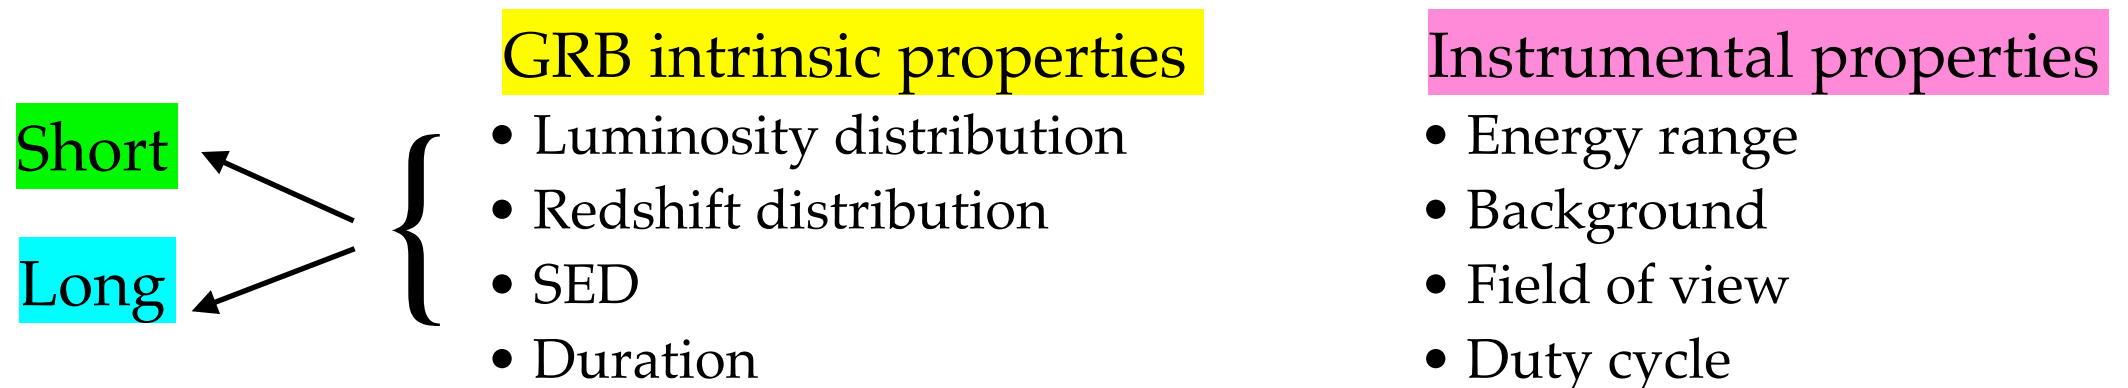 GRB intrinsic properties
• Luminosity distribution
• Redshift distribution
• SED
• Duration
Short
Long
{
Instrumental properties
• Energy range
• Background
• Field of view
• Duty cycle